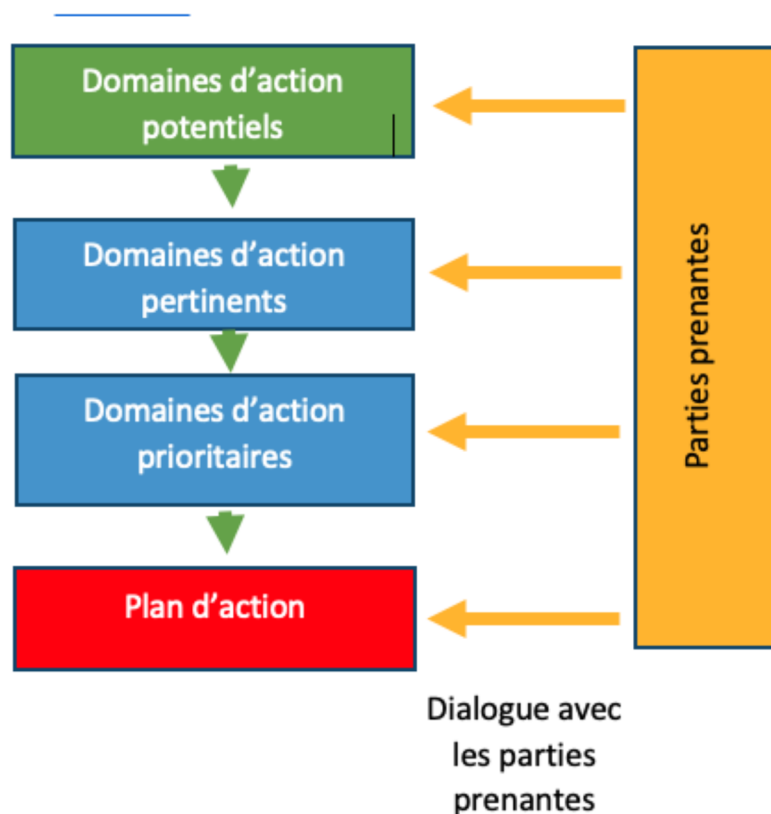 Domaines d’action
potentiels
Domaines d’action
pertinents
Domaines d’action
prioritaires
Plan d’action
Parties prenantes
Dialogue avec
les parties
prenantes